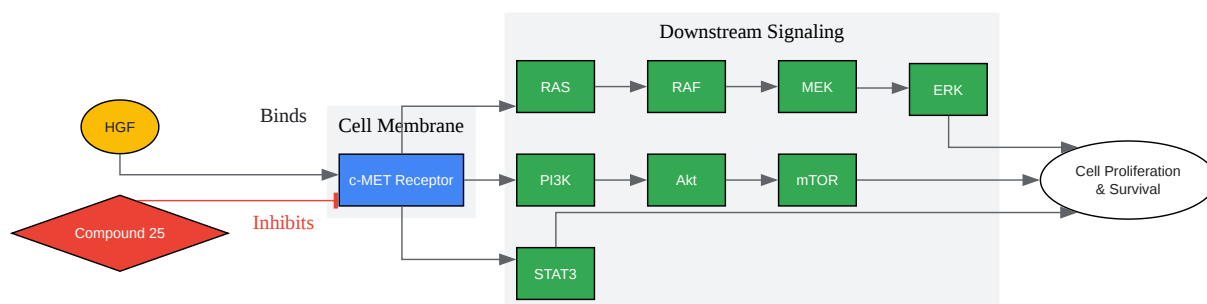 Downstream Signaling
RAS
RAF
MEK
ERK
Binds
HGF
Cell Membrane
c-MET Receptor
PI3K
Akt
mTOR
Cell Proliferation
& Survival
Compound 25
Inhibits
STAT3